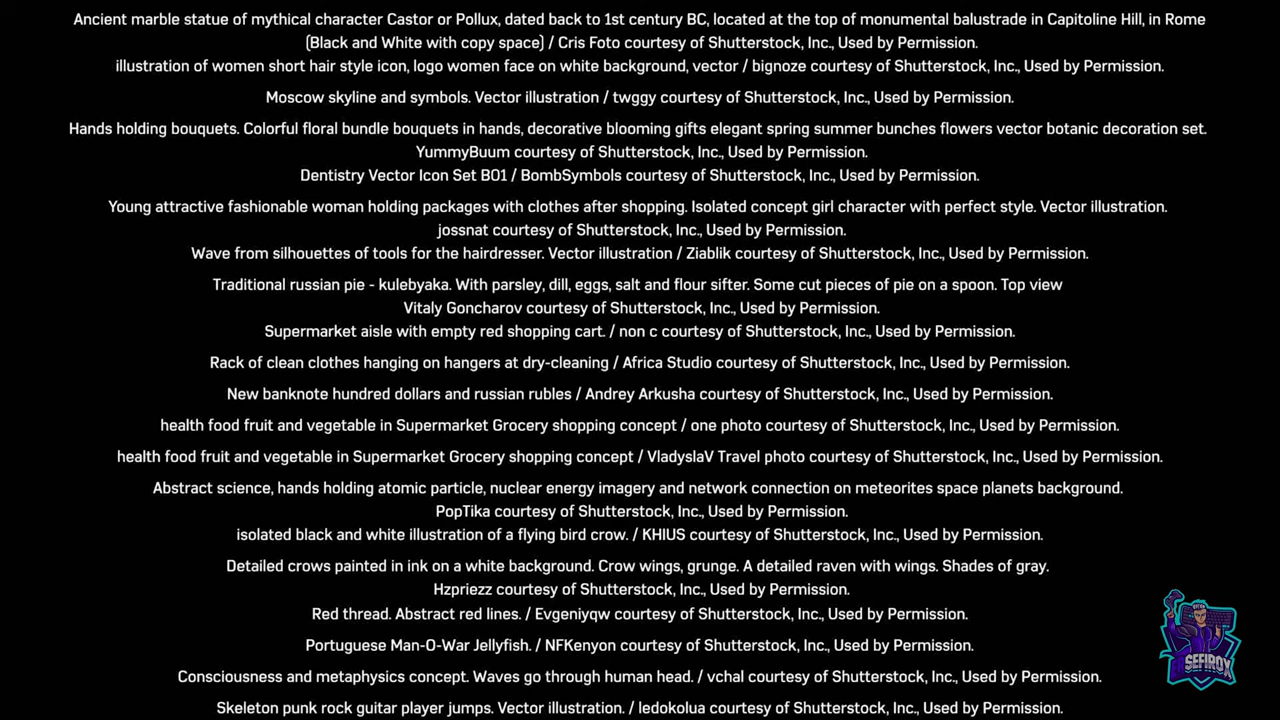 Ancient marble statue of mythical character Castor or Pollux, dated back to 1st century BC, located at the top of monumental balustrade in Capitoline Hill, in Rome
(Black and White with copy space) / Cris Foto courtesy of Shutterstock, Inc., Used by Permission.
illustration of women short hair style icon, logo women face on white background, vector / bignoze courtesy of Shutterstock, Inc., Used by Permission.
Moscow skyline and symbols. Vector illustration / twggy courtesy of Shutterstock, Inc., Used by Permission.
Hands holding bouquets. Colorful floral bundle bouquets in hands, decorative blooming gifts elegant spring summer bunches flowers vector botanic decoration set.
YummyBuum courtesy of Shutterstock, Inc., Used by Permission.
Dentistry Vector Icon Set B01 / BombSymbols courtesy of Shutterstock, Inc., Used by Permission.
Young attractive fashionable woman holding packages with clothes after shopping. Isolated concept girl character with perfect style. Vector illustration.
jossnat courtesy of Shutterstock, Inc., Used by Permission.
Wave from silhouettes of tools for the hairdresser. Vector illustration / Ziablik courtesy of Shutterstock, Inc., Used by Permission.
Traditional russian pie - kulebyaka. With parsley, dill, eggs, salt and flour sifter. Some cut pieces of pie on a spoon. Top view
Vitaly Goncharov courtesy of Shutterstock, Inc., Used by Permission.
Supermarket aisle with empty red shopping cart. / non c courtesy of Shutterstock, Inc., Used by Permission.
Rack of clean clothes hanging on hangers at dry-cleaning / Africa Studio courtesy of Shutterstock, Inc., Used by Permission.
New banknote hundred dollars and russian rubles / Andrey Arkusha courtesy of Shutterstock, Inc., Used by Permission.
health food fruit and vegetable in Supermarket Grocery shopping concept / one photo courtesy of Shutterstock, Inc., Used by Permission.
health food fruit and vegetable in Supermarket Grocery shopping concept / VladyslaV Travel photo courtesy of Shutterstock, Inc., Used by Permission.
Abstract science, hands holding atomic particle, nuclear energy imagery and network connection on meteorites space planets background.
PopTika courtesy of Shutterstock, Inc., Used by Permission.
isolated black and white illustration of a flying bird crow. / KHIUS courtesy of Shutterstock, Inc., Used by Permission.
Detailed crows painted in ink on a white background. Crow wings, grunge. A detailed raven with wings. Shades of gray.
Hzpriezz courtesy of Shutterstock, Inc., Used by Permission.
Red thread. Abstract red lines. / Evgeniyqw courtesy of Shutterstock, Inc., Used by Permission.
Portuguese Man-O-War Jellyfish. / NFKenyon courtesy of Shutterstock, Inc., Used by Permission.
Consciousness and metaphysics concept. Waves go through human head. / vchal courtesy of Shutterstock, Inc., Used by Permission.
Skeleton punk rock guitar player jumps. Vector illustration. / ledokolua courtesy of Shutterstock, Inc., Used by Permission.
SEFIROX